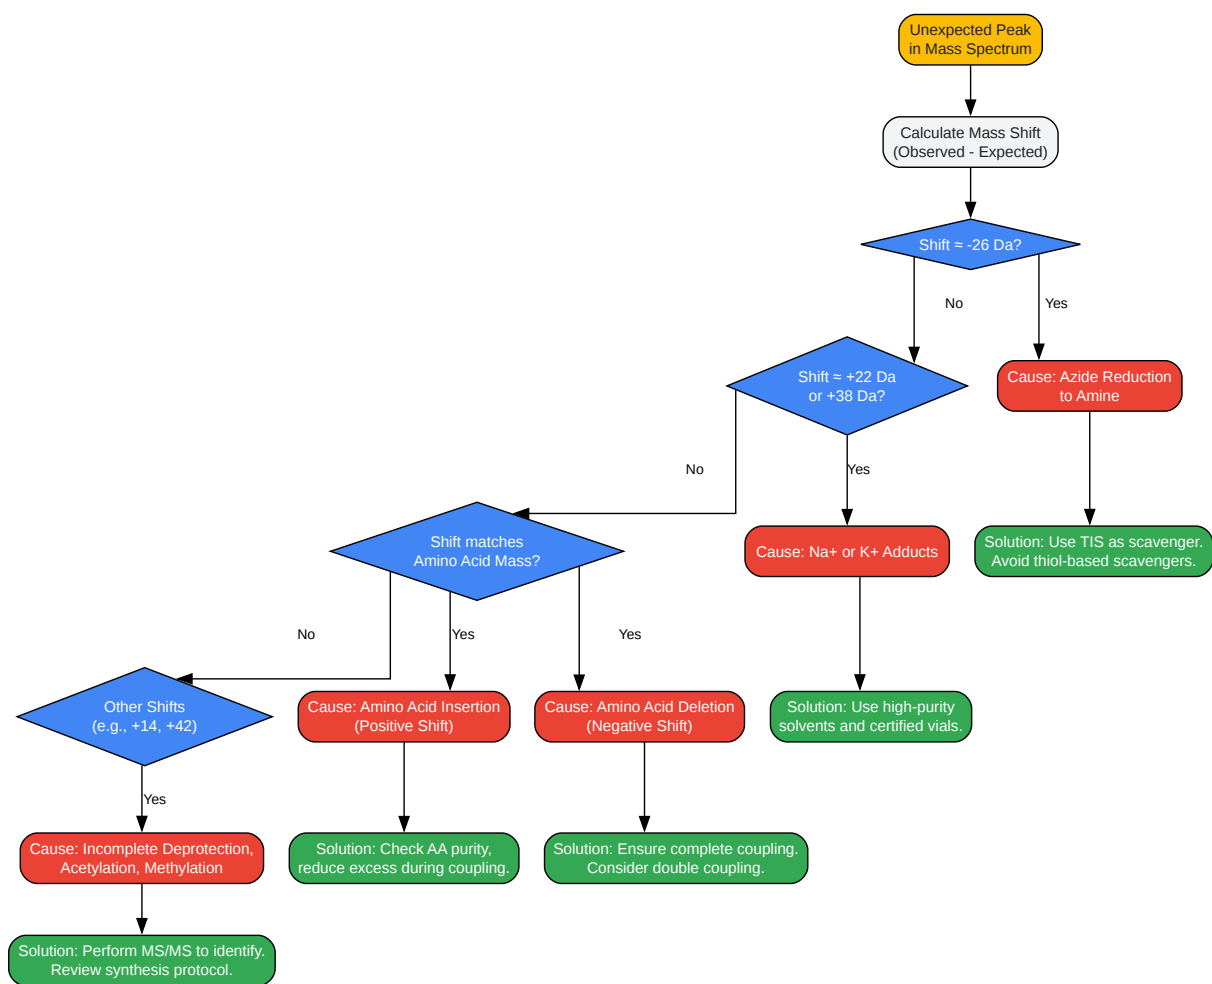 Unexpected Peak
in Mass Spectrum
Calculate Mass Shift
(Observed - Expected)
Shift ≈ -26 Da?
No
Yes
Shift ≈ +22 Da
or +38 Da?
Cause: Azide Reduction
to Amine
No
Yes
Shift matches
Amino Acid Mass?
Cause: Na+ or K+ Adducts
Solution: Use TIS as scavenger.
Avoid thiol-based scavengers.
No
Yes
Yes
Other Shifts
(e.g., +14, +42)
Cause: Amino Acid Insertion
(Positive Shift)
Cause: Amino Acid Deletion
(Negative Shift)
Solution: Use high-purity
solvents and certified vials.
Yes
Cause: Incomplete Deprotection,
Acetylation, Methylation
Solution: Check AA purity,
reduce excess during coupling.
Solution: Ensure complete coupling.
Consider double coupling.
Solution: Perform MS/MS to identify.
Review synthesis protocol.